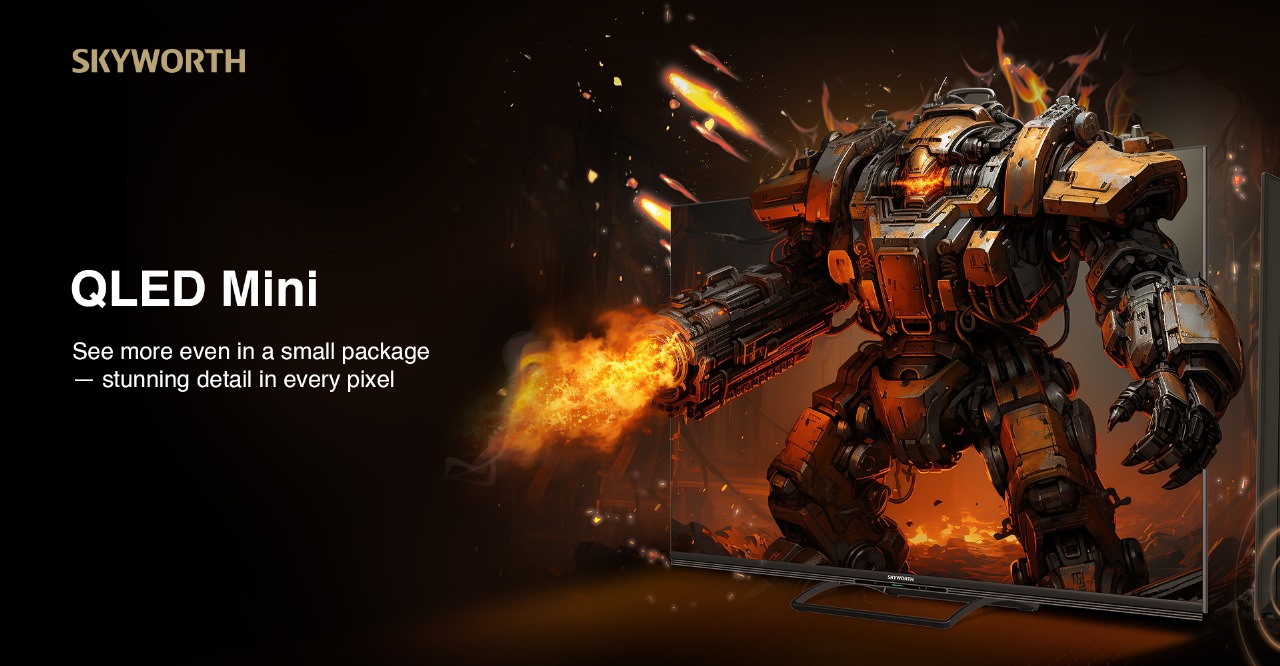 SKYWORTH
QLED Mini
See more even in a small package
— stunning detail in every pixel
SKYWORTH